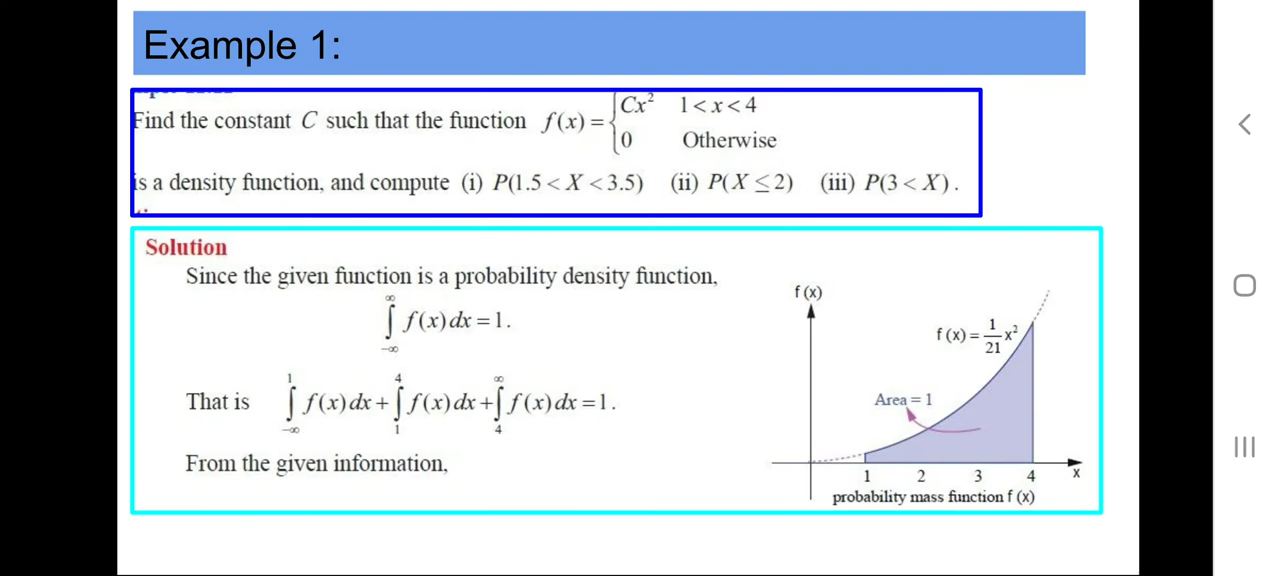 Example 1:
Find the constant C such that the function f(x) = { Cx² 1 < x < 4
0 Otherwise
is a density function, and compute (i) P(1.5 < X < 3.5) (ii) P(X ≤ 2) (iii) P(3 < X).
Solution
Since the given function is a probability density function,
∫_{-∞}^{∞} f(x) dx = 1.
That is ∫_{-∞}^{1} f(x) dx + ∫_{1}^{4} f(x) dx + ∫_{4}^{∞} f(x) dx = 1.
From the given information,
f (x)
f (x) = 1/21 x²
Area = 1
1 2 3 4 x
probability mass function f (x)